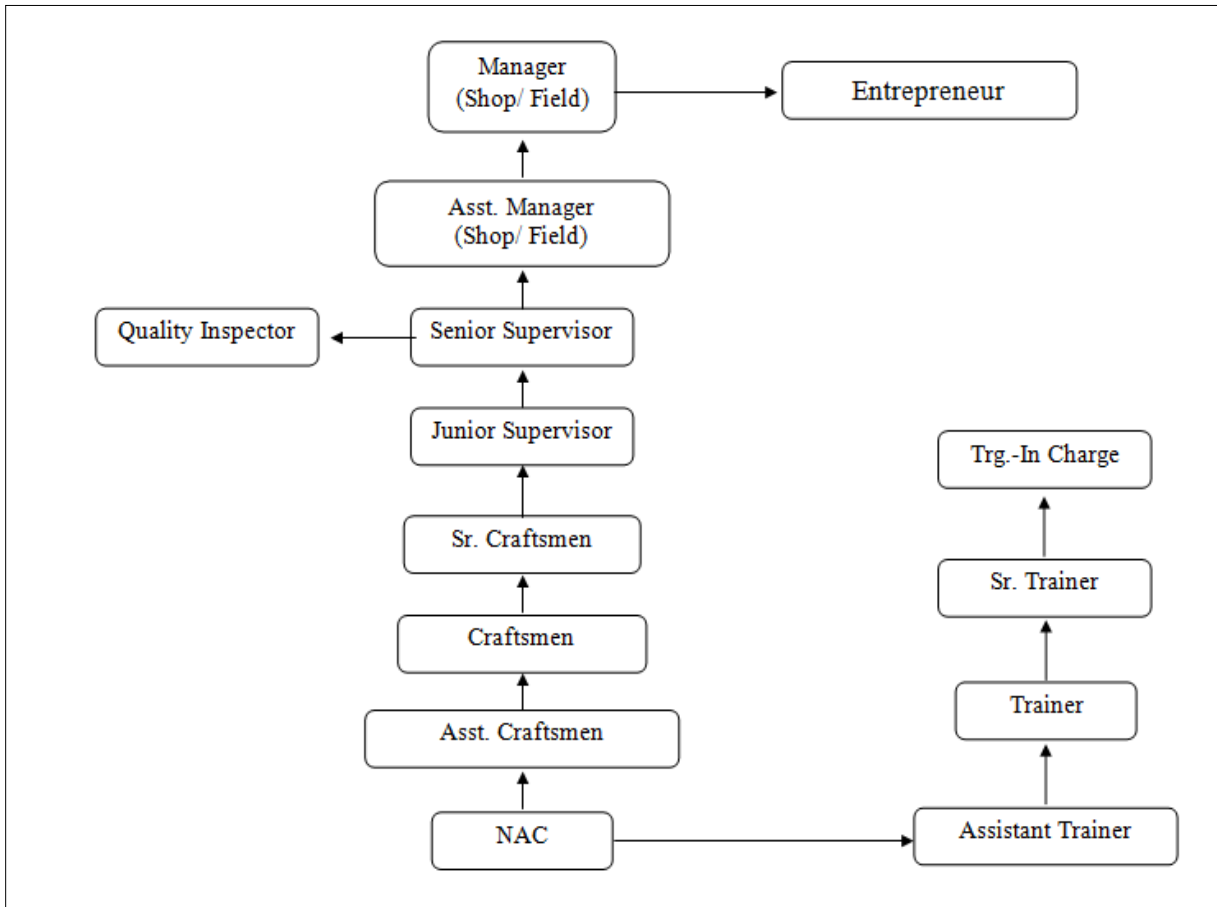 Manager
(Shop/ Field)
Entrepreneur
Asst. Manager
(Shop/ Field)
Quality Inspector
Senior Supervisor
Junior Supervisor
Trg.-In Charge
Sr. Craftsmen
Sr. Trainer
Craftsmen
Trainer
Asst. Craftsmen
NAC
Assistant Trainer